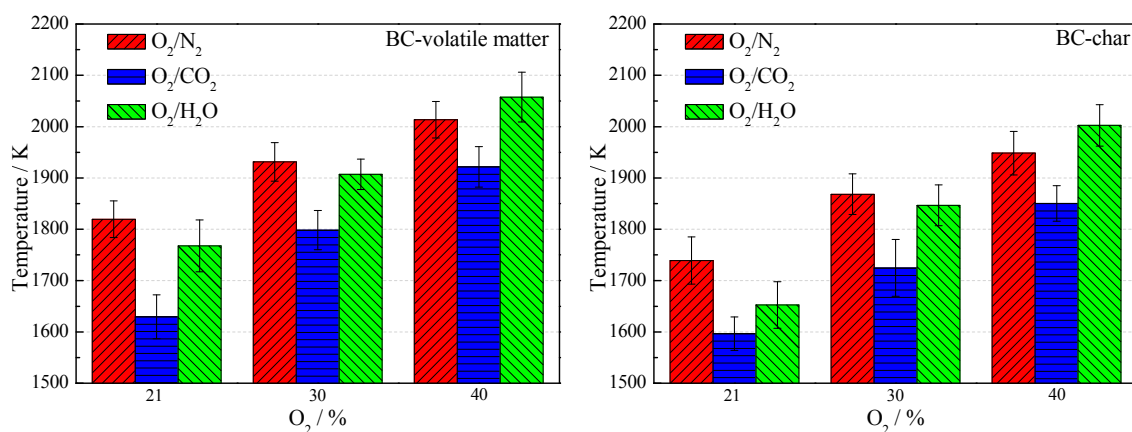 BC-volatile matter
O₂/N₂
O₂/CO₂
O₂/H₂O
Temperature / K
2200
2100
2000
1900
1800
1700
1600
1500
21
30
40
O₂ / %
BC-char
O₂/N₂
O₂/CO₂
O₂/H₂O
Temperature / K
2200
2100
2000
1900
1800
1700
1600
1500
21
30
40
O₂ / %